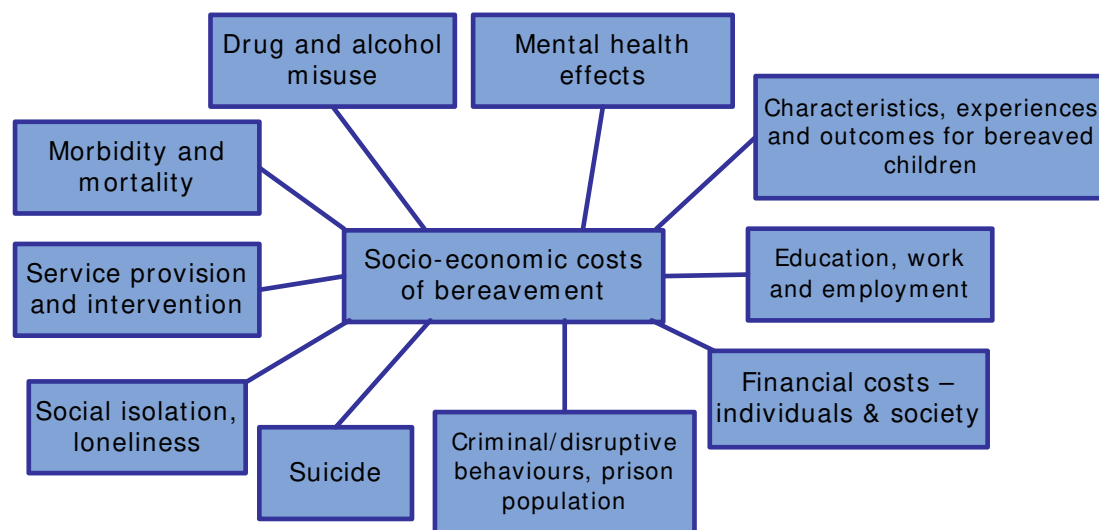 Drug and alcohol
misuse
Mental health
effects
Characteristics, experiences
and outcomes for bereaved
children
Morbidity and
mortality
Socio-economic costs
of bereavement
Service provision
and intervention
Education, work
and employment
Social isolation,
loneliness
Suicide
Criminal/disruptive
behaviours, prison
population
Financial costs –
individuals & society